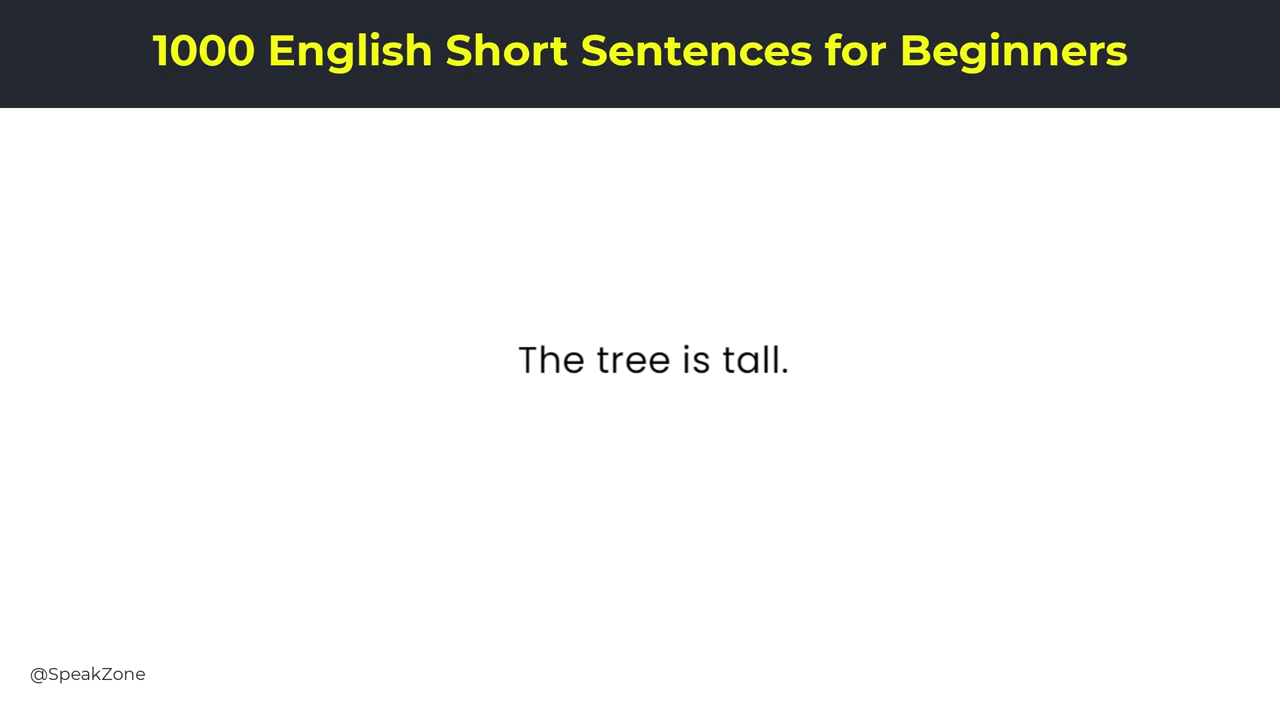 1000 English Short Sentences for Beginners
The tree is tall.
@SpeakZone